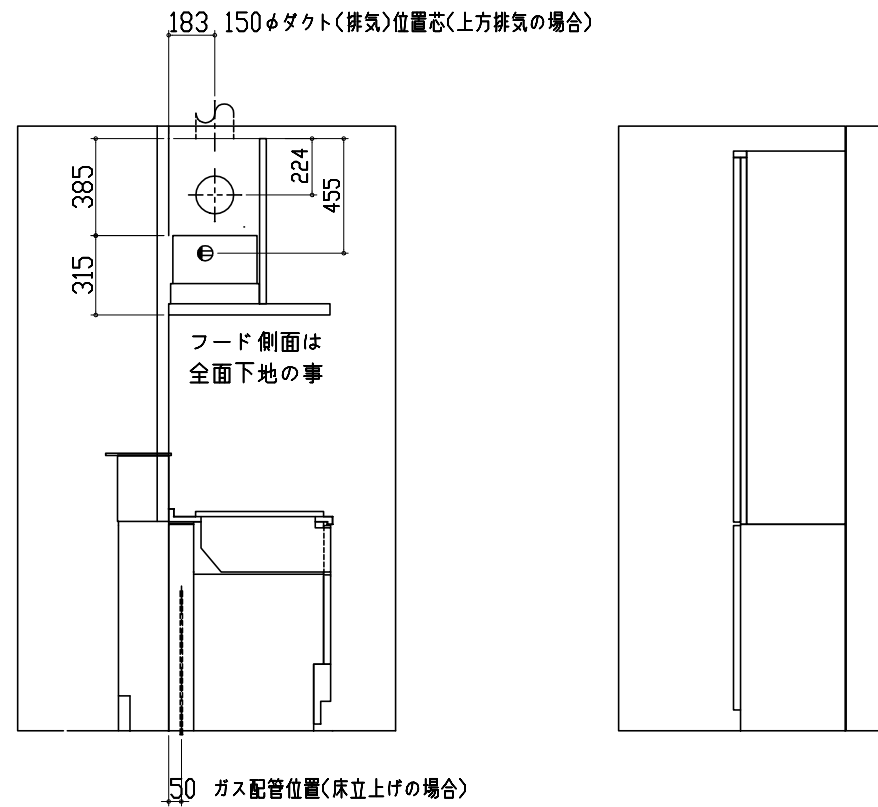 183 150φダクト(排気)位置芯(上方排気の場合)
385
224
455
315
フード側面は
全面下地の事
50 ガス配管位置(床立上げの場合)